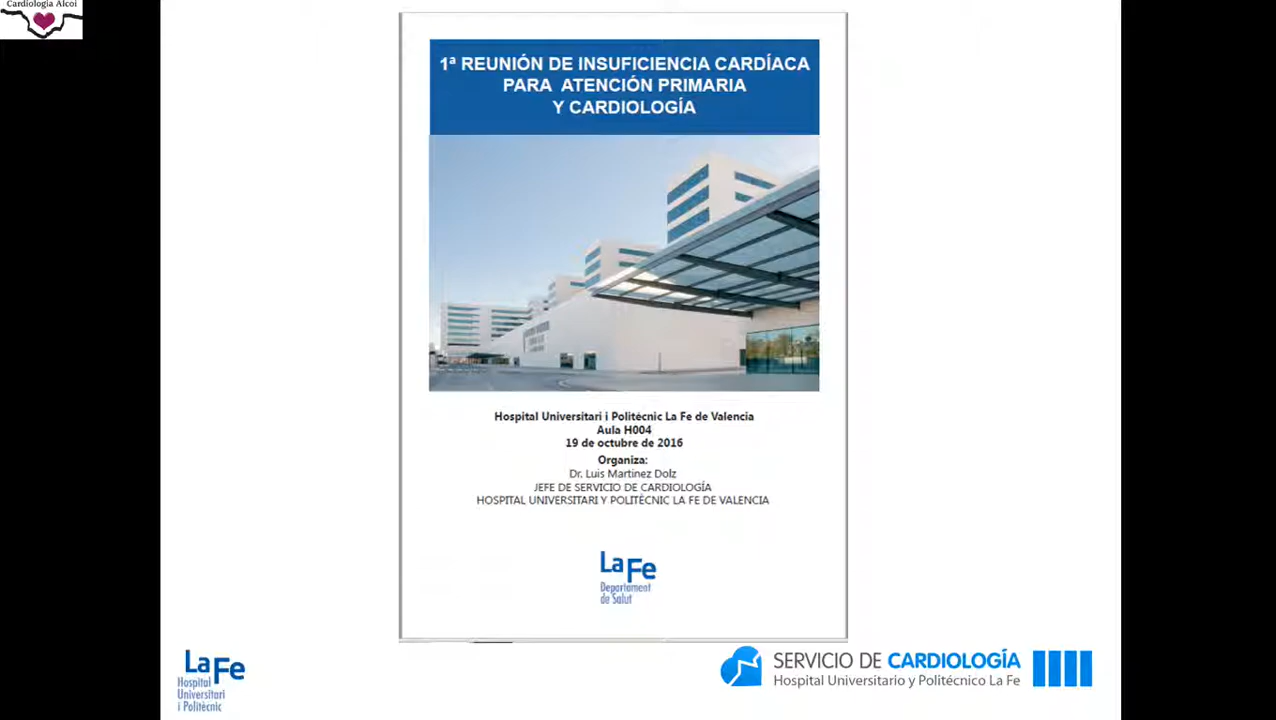 Cardiología Alcoi
1ª REUNIÓN DE INSUFICIENCIA CARDÍACA
PARA ATENCIÓN PRIMARIA
Y CARDIOLOGÍA
Hospital Universitari i Politècnic La Fe de Valencia
Aula H004
19 de octubre de 2016
Organiza:
Dr. Luis Martinez Dolz
JEFE DE SERVICIO DE CARDIOLOGÍA
HOSPITAL UNIVERSITARI Y POLITÈCNIC LA FE DE VALENCIA
La Fe
Departament
de Salut
La Fe
Hospital
Universitari
i Politècnic
SERVICIO DE CARDIOLOGÍA
Hospital Universitario y Politécnico La Fe